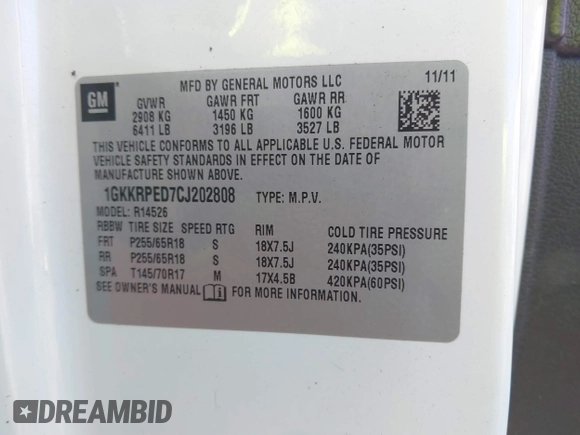 GM
MFD BY GENERAL MOTORS LLC 11/11
GVWR GAWR FRT GAWR RR
2908 KG 1450 KG 1600 KG
6411 LB 3196 LB 3527 LB
THIS VEHICLE CONFORMS TO ALL APPLICABLE U.S. FEDERAL MOTOR
VEHICLE SAFETY STANDARDS IN EFFECT ON THE DATE OF
MANUFACTURE SHOWN ABOVE.
1GKKRPED7CJ202808 TYPE: M.P.V.
MODEL: R14526
RBBW TIRE SIZE SPEED RTG RIM COLD TIRE PRESSURE
FRT P255/65R18 S 18X7.5J 240KPA(35PSI)
RR P255/65R18 S 18X7.5J 240KPA(35PSI)
SPA T145/70R17 M 17X4.5B 420KPA(60PSI)
SEE OWNER'S MANUAL FOR MORE INFORMATION.
DREAMBID